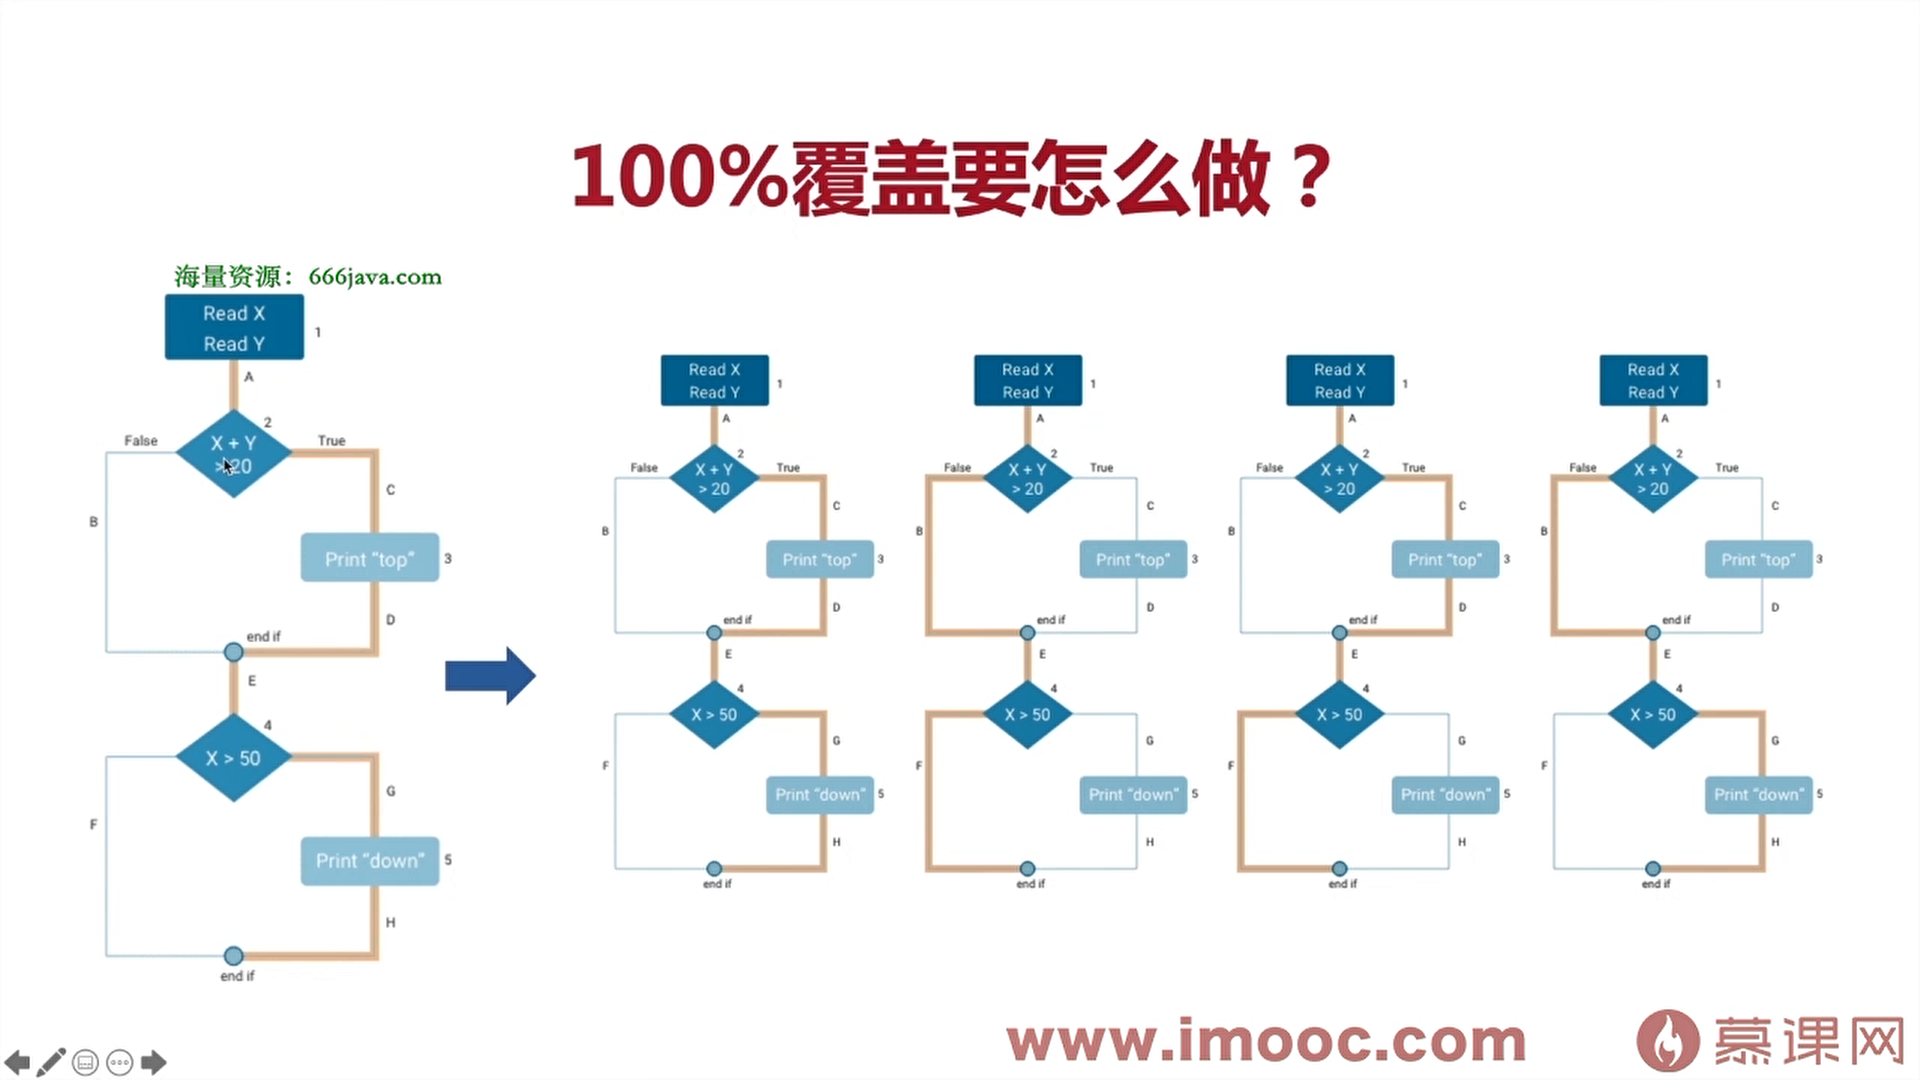 100%覆盖要怎么做？
海量资源：666java.com
Read X
Read Y
1
A
2
X + Y
> 20
False
True
B
C
Print “top”
3
D
end if
E
4
X > 50
F
G
Print “down”
5
H
end if
Read X
Read Y
1
A
2
X + Y
> 20
False
True
B
C
Print “top”
3
D
end if
E
4
X > 50
F
G
Print “down”
5
H
end if
Read X
Read Y
1
A
2
X + Y
> 20
False
True
B
C
Print “top”
3
D
end if
E
4
X > 50
F
G
Print “down”
5
H
end if
Read X
Read Y
1
A
2
X + Y
> 20
False
True
B
C
Print “top”
3
D
end if
E
4
X > 50
F
G
Print “down”
5
H
end if
Read X
Read Y
1
A
2
X + Y
> 20
False
True
B
C
Print “top”
3
D
end if
E
4
X > 50
F
G
Print “down”
5
H
end if
www.imooc.com
慕课网